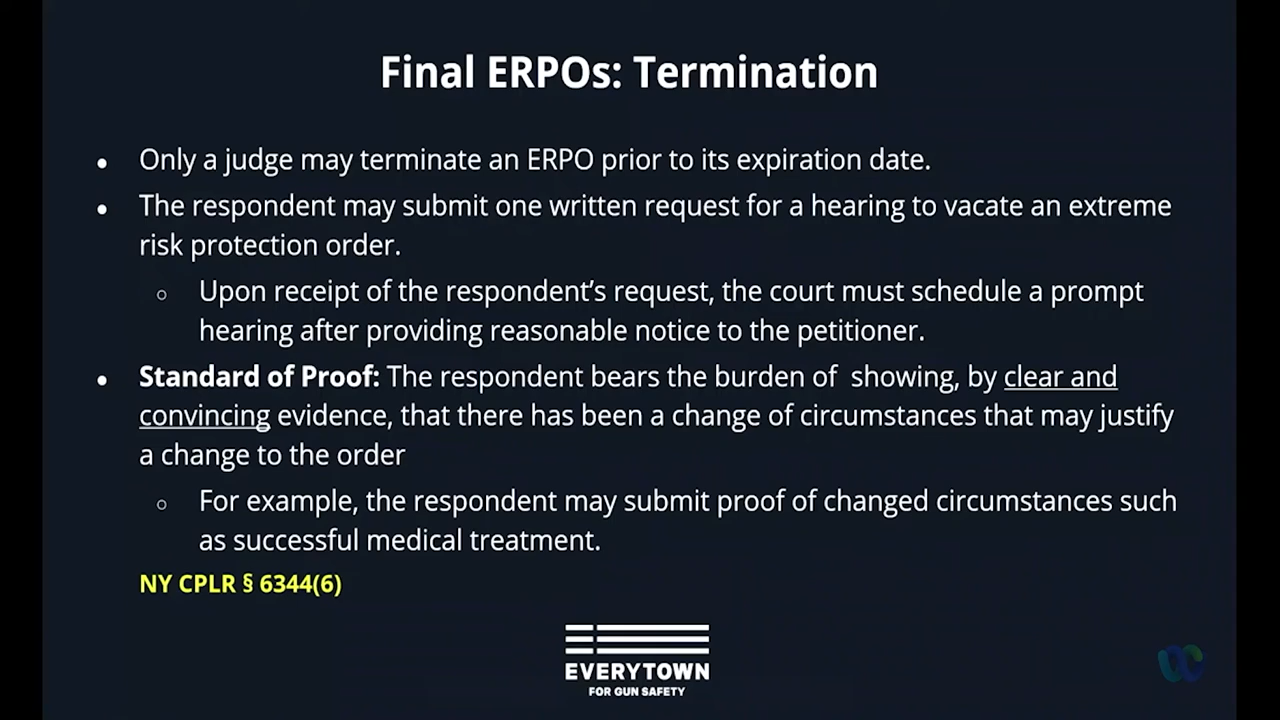 Final ERPOs: Termination
• Only a judge may terminate an ERPO prior to its expiration date.
• The respondent may submit one written request for a hearing to vacate an extreme
risk protection order.
○ Upon receipt of the respondent’s request, the court must schedule a prompt
hearing after providing reasonable notice to the petitioner.
• Standard of Proof: The respondent bears the burden of showing, by clear and
convincing evidence, that there has been a change of circumstances that may justify
a change to the order
○ For example, the respondent may submit proof of changed circumstances such
as successful medical treatment.
NY CPLR § 6344(6)
EVERYTOWN
FOR GUN SAFETY